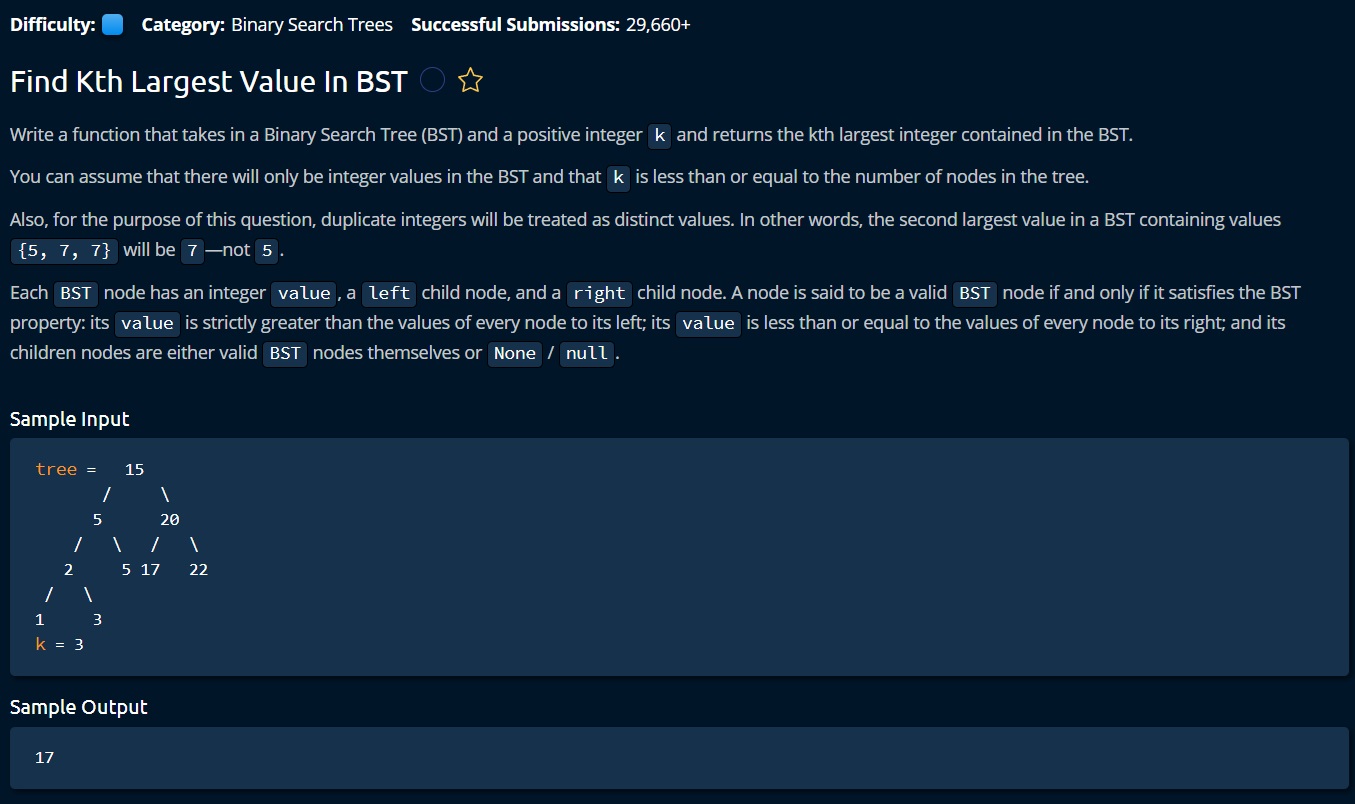 Difficulty: Category: Binary Search Trees Successful Submissions: 29,660+
Find Kth Largest Value In BST
Write a function that takes in a Binary Search Tree (BST) and a positive integer k and returns the kth largest integer contained in the BST.
You can assume that there will only be integer values in the BST and that k is less than or equal to the number of nodes in the tree.
Also, for the purpose of this question, duplicate integers will be treated as distinct values. In other words, the second largest value in a BST containing values
{5, 7, 7} will be 7—not 5.
Each BST node has an integer value, a left child node, and a right child node. A node is said to be a valid BST node if and only if it satisfies the BST
property: its value is strictly greater than the values of every node to its left; its value is less than or equal to the values of every node to its right; and its
children nodes are either valid BST nodes themselves or None / null.
Sample Input
tree =   15
       /     \
      5      20
    /   \   /   \
   2     5 17   22
 /   \
1     3
k = 3
Sample Output
17